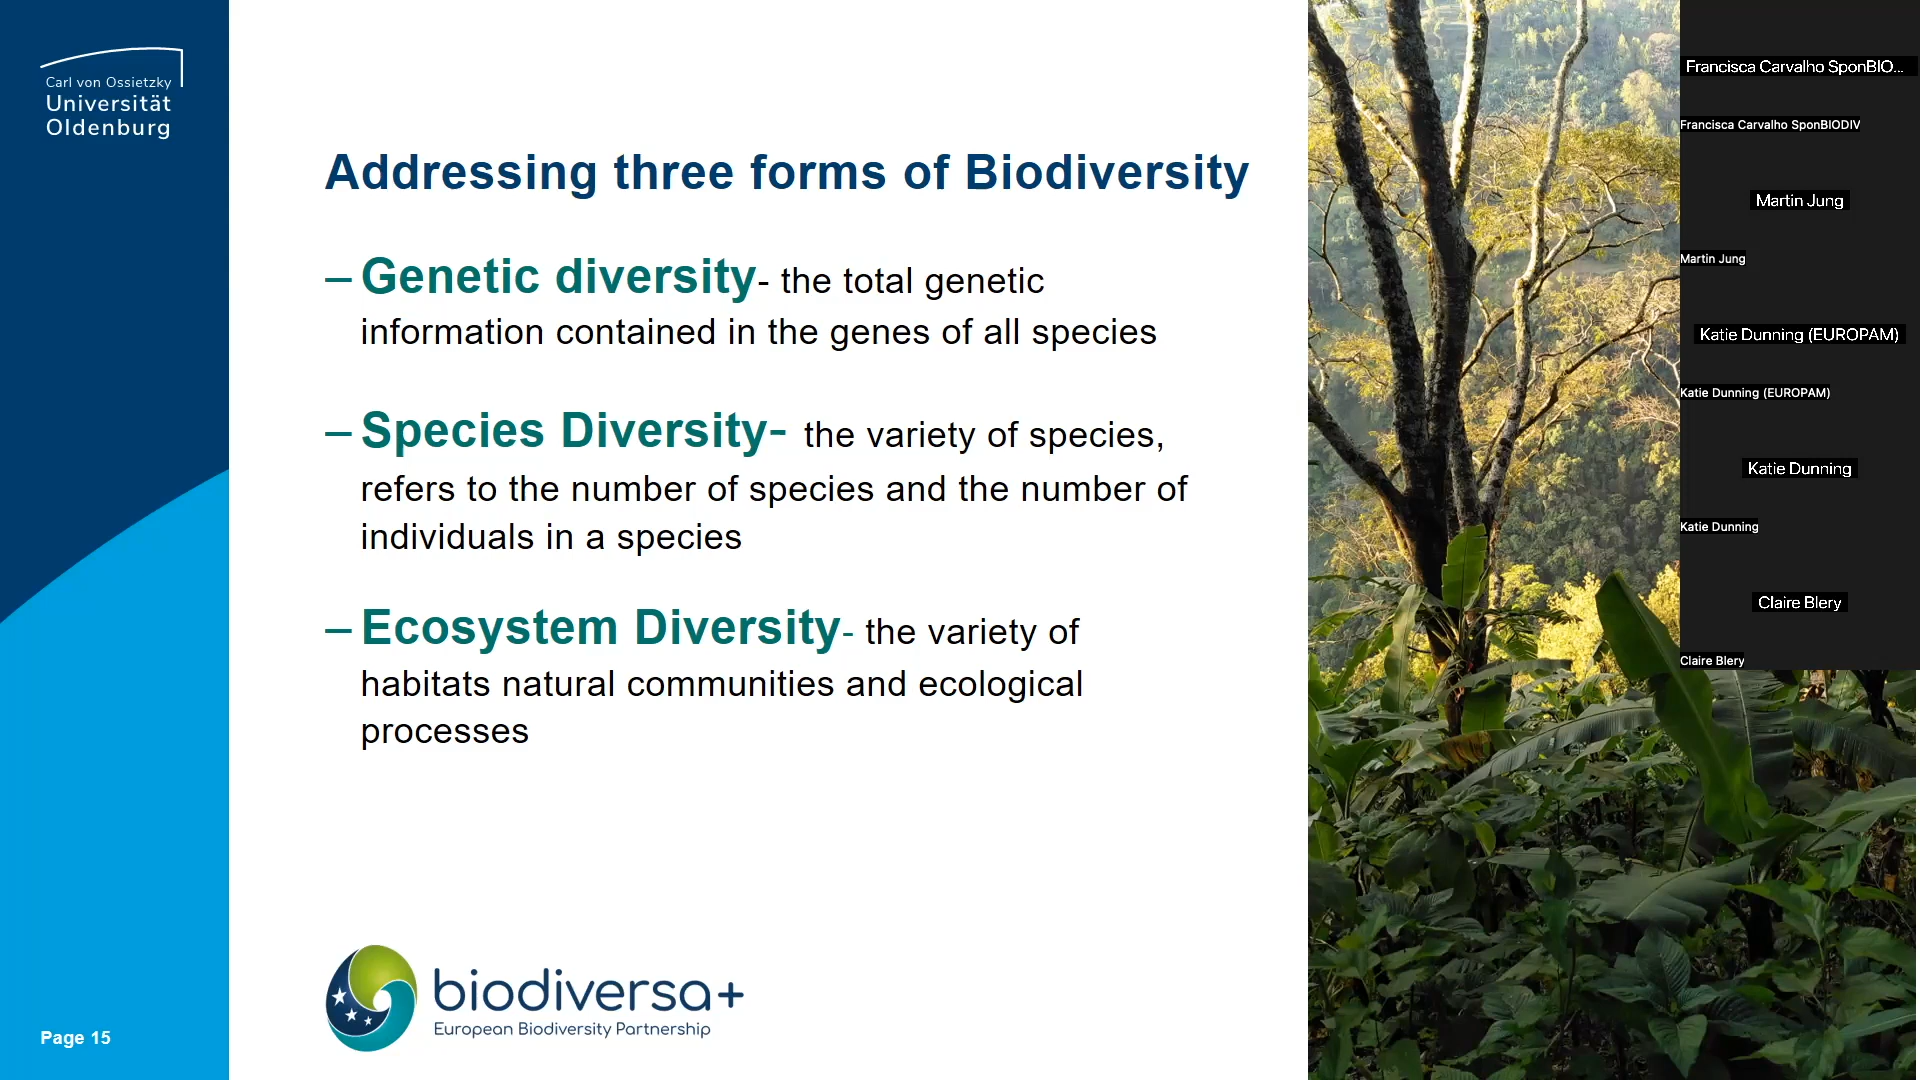 Carl von Ossietzky
Universität
Oldenburg
Addressing three forms of Biodiversity
– Genetic diversity- the total genetic
information contained in the genes of all species
– Species Diversity- the variety of species,
refers to the number of species and the number of
individuals in a species
– Ecosystem Diversity- the variety of
habitats natural communities and ecological
processes
biodiversa+
European Biodiversity Partnership
Page 15
Francisca Carvalho SponBIO...
Francisca Carvalho SponBIODIV
Martin Jung
Martin Jung
Katie Dunning (EUROPAM)
Katie Dunning (EUROPAM)
Katie Dunning
Katie Dunning
Claire Blery
Claire Blery